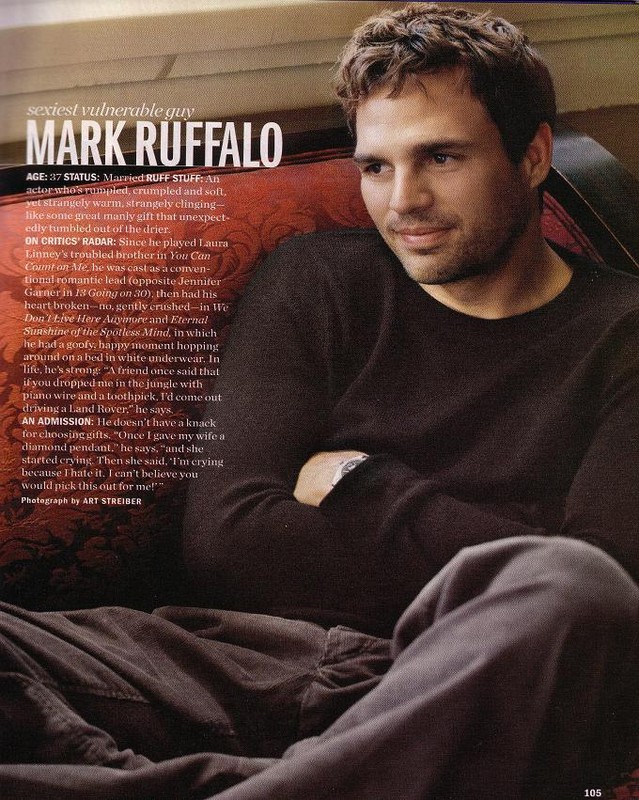 sexiest vulnerable guy
MARK RUFFALO
AGE: 37 STATUS: Married RUFF STUFF: An
actor who's rumpled, crumpled and soft,
yet strangely warm, strangely clinging—
like some great manly gift that unexpect-
edly tumbled out of the drier.
ON CRITICS' RADAR: Since he played Laura
Linney's troubled brother in You Can
Count on Me, he was cast as a conven-
tional romantic lead (opposite Jennifer
Garner in 13 Going on 30), then had his
heart broken—no, gently crushed—in We
Don't Live Here Anymore and Eternal
Sunshine of the Spotless Mind, in which
he had a goofy, happy moment hopping
around on a bed in white underwear. In
life, he's strong: "A friend once said that
if you dropped me in the jungle with
piano wire and a toothpick, I'd come out
driving a Land Rover," he says.
AN ADMISSION: He doesn't have a knack
for choosing gifts. "Once I gave my wife a
diamond pendant," he says, "and she
started crying. Then she said, 'I'm crying
because I hate it. I can't believe you
would pick this out for me!'"
Photograph by ART STREIBER
105